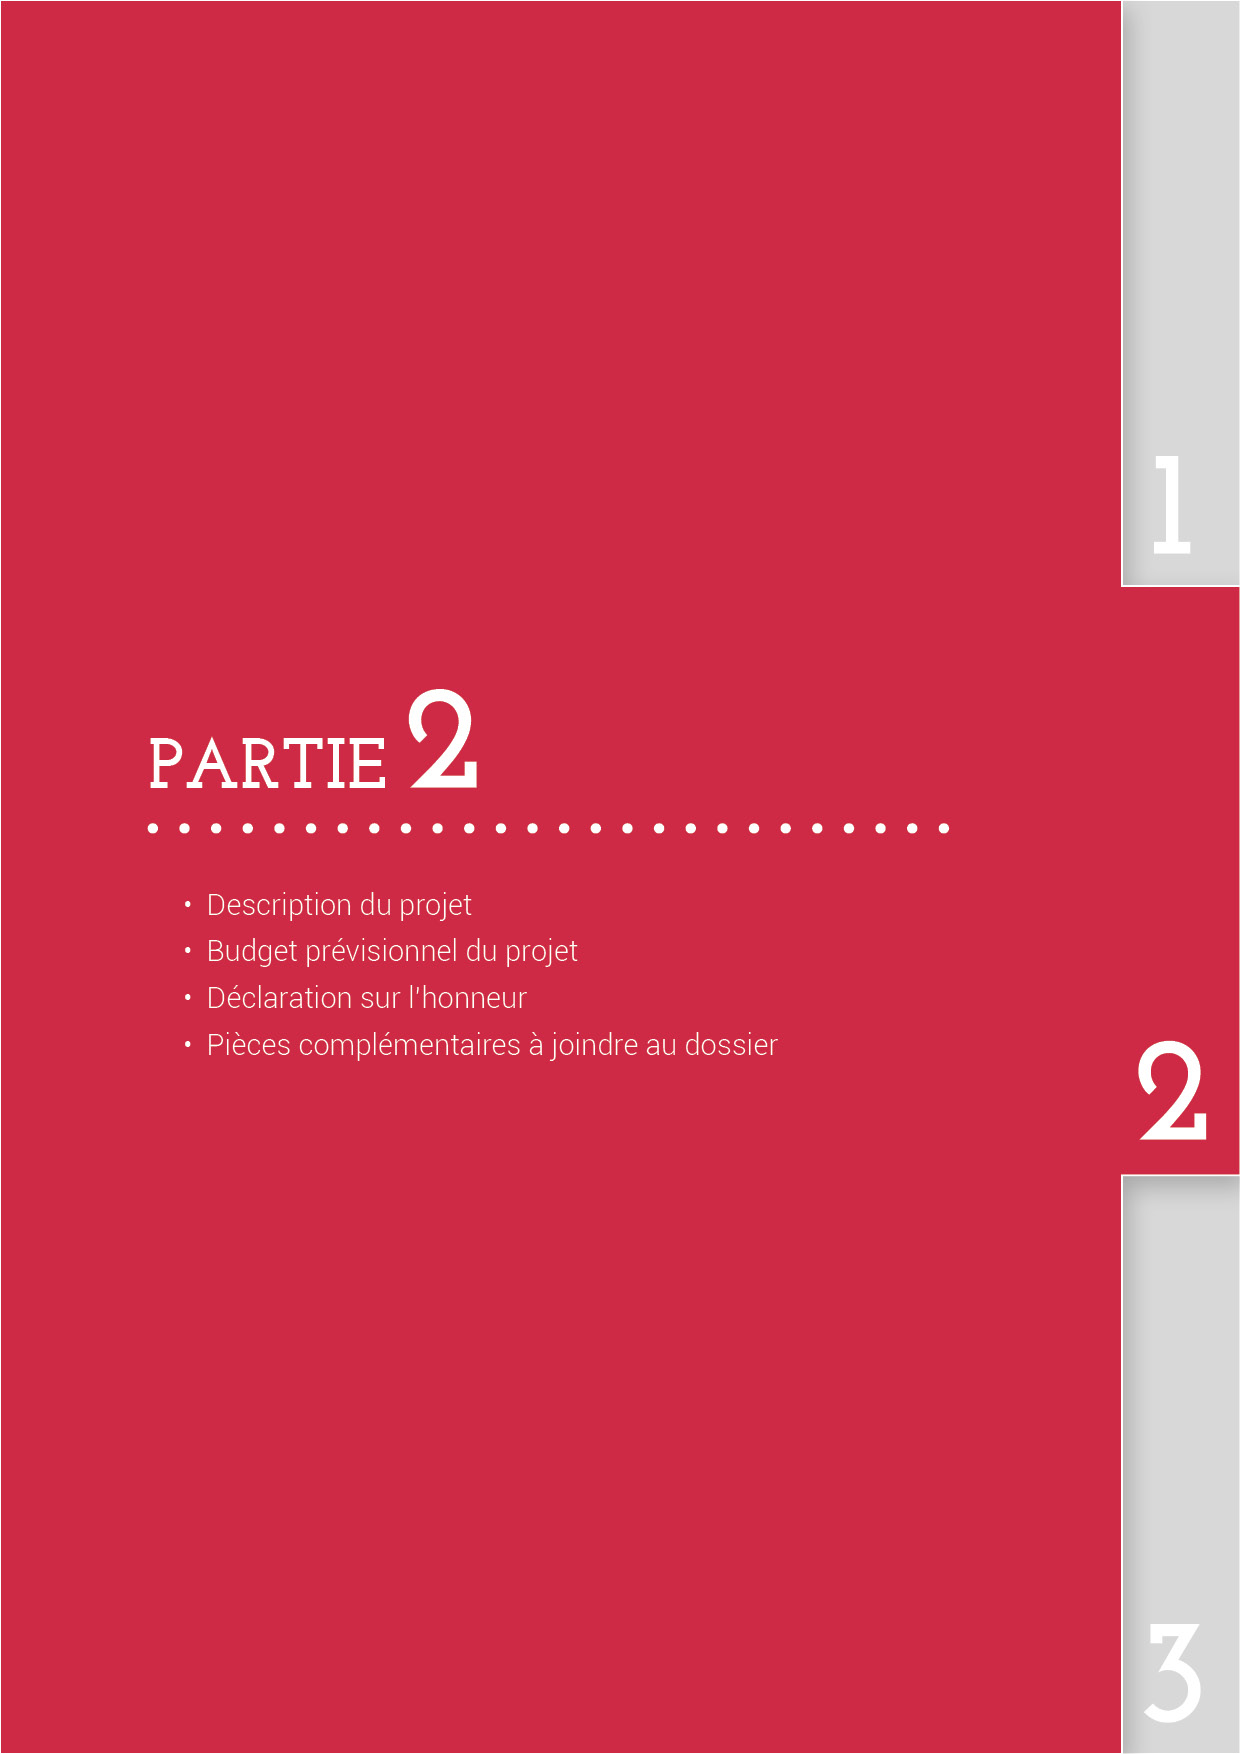 1
PARTIE 2
• Description du projet
• Budget prévisionnel du projet
• Déclaration sur l'honneur
• Pièces complémentaires à joindre au dossier
2
3